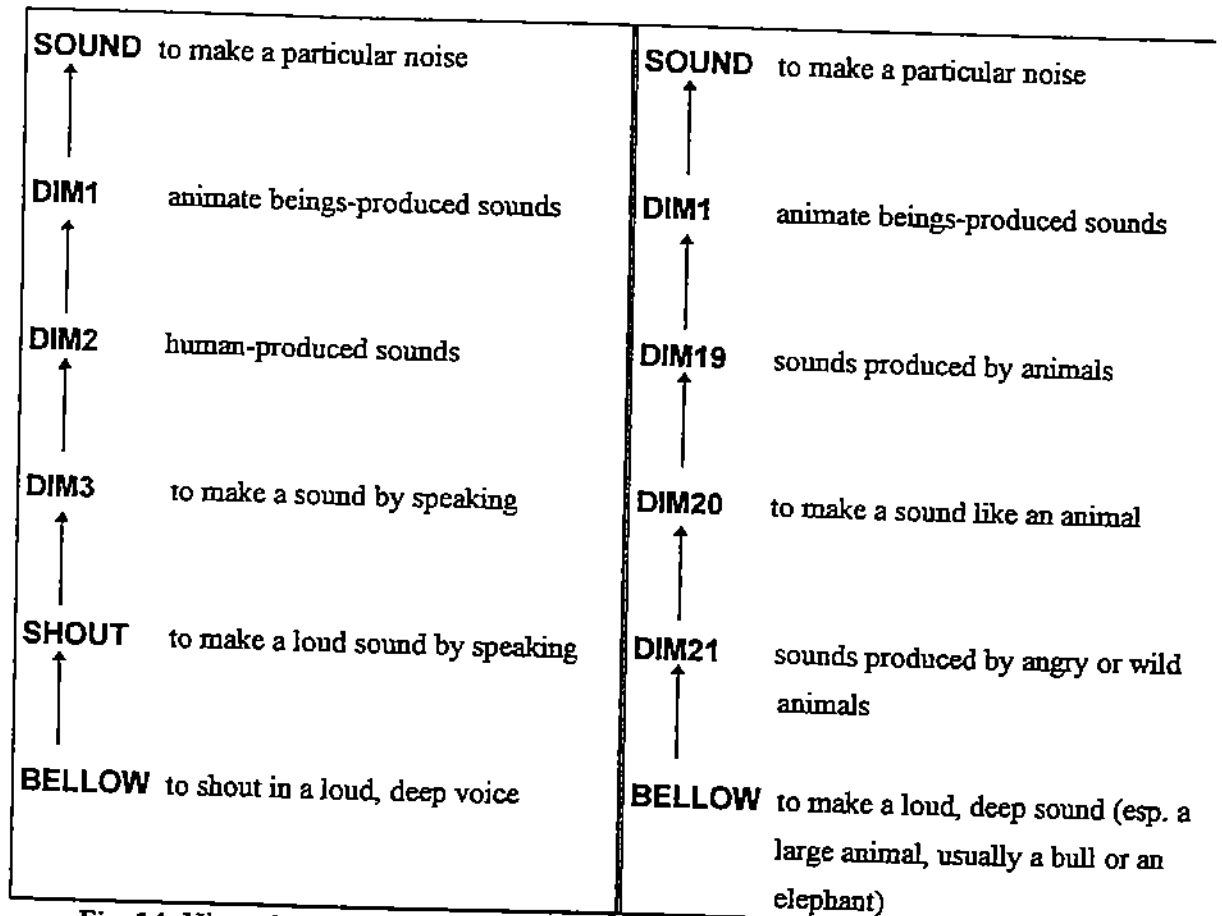 SOUND to make a particular noise
DIM1 animate beings-produced sounds
DIM2 human-produced sounds
DIM3 to make a sound by speaking
SHOUT to make a loud sound by speaking
BELLOW to shout in a loud, deep voice
SOUND to make a particular noise
DIM1 animate beings-produced sounds
DIM19 sounds produced by animals
DIM20 to make a sound like an animal
DIM21 sounds produced by angry or wild
animals
BELLOW to make a loud, deep sound (esp. a
large animal, usually a bull or an
elephant)
Fig.